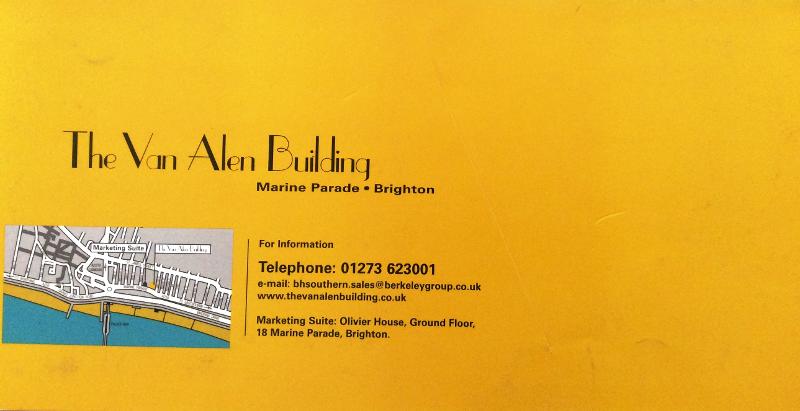 The Van Alen Building
Marine Parade • Brighton
Marketing Suite
The Van Alen Building
For Information
Telephone: 01273 623001
e-mail: bhsouthern.sales@berkeleygroup.co.uk
www.thevanalenbuilding.co.uk
Marketing Suite: Olivier House, Ground Floor,
18 Marine Parade, Brighton.